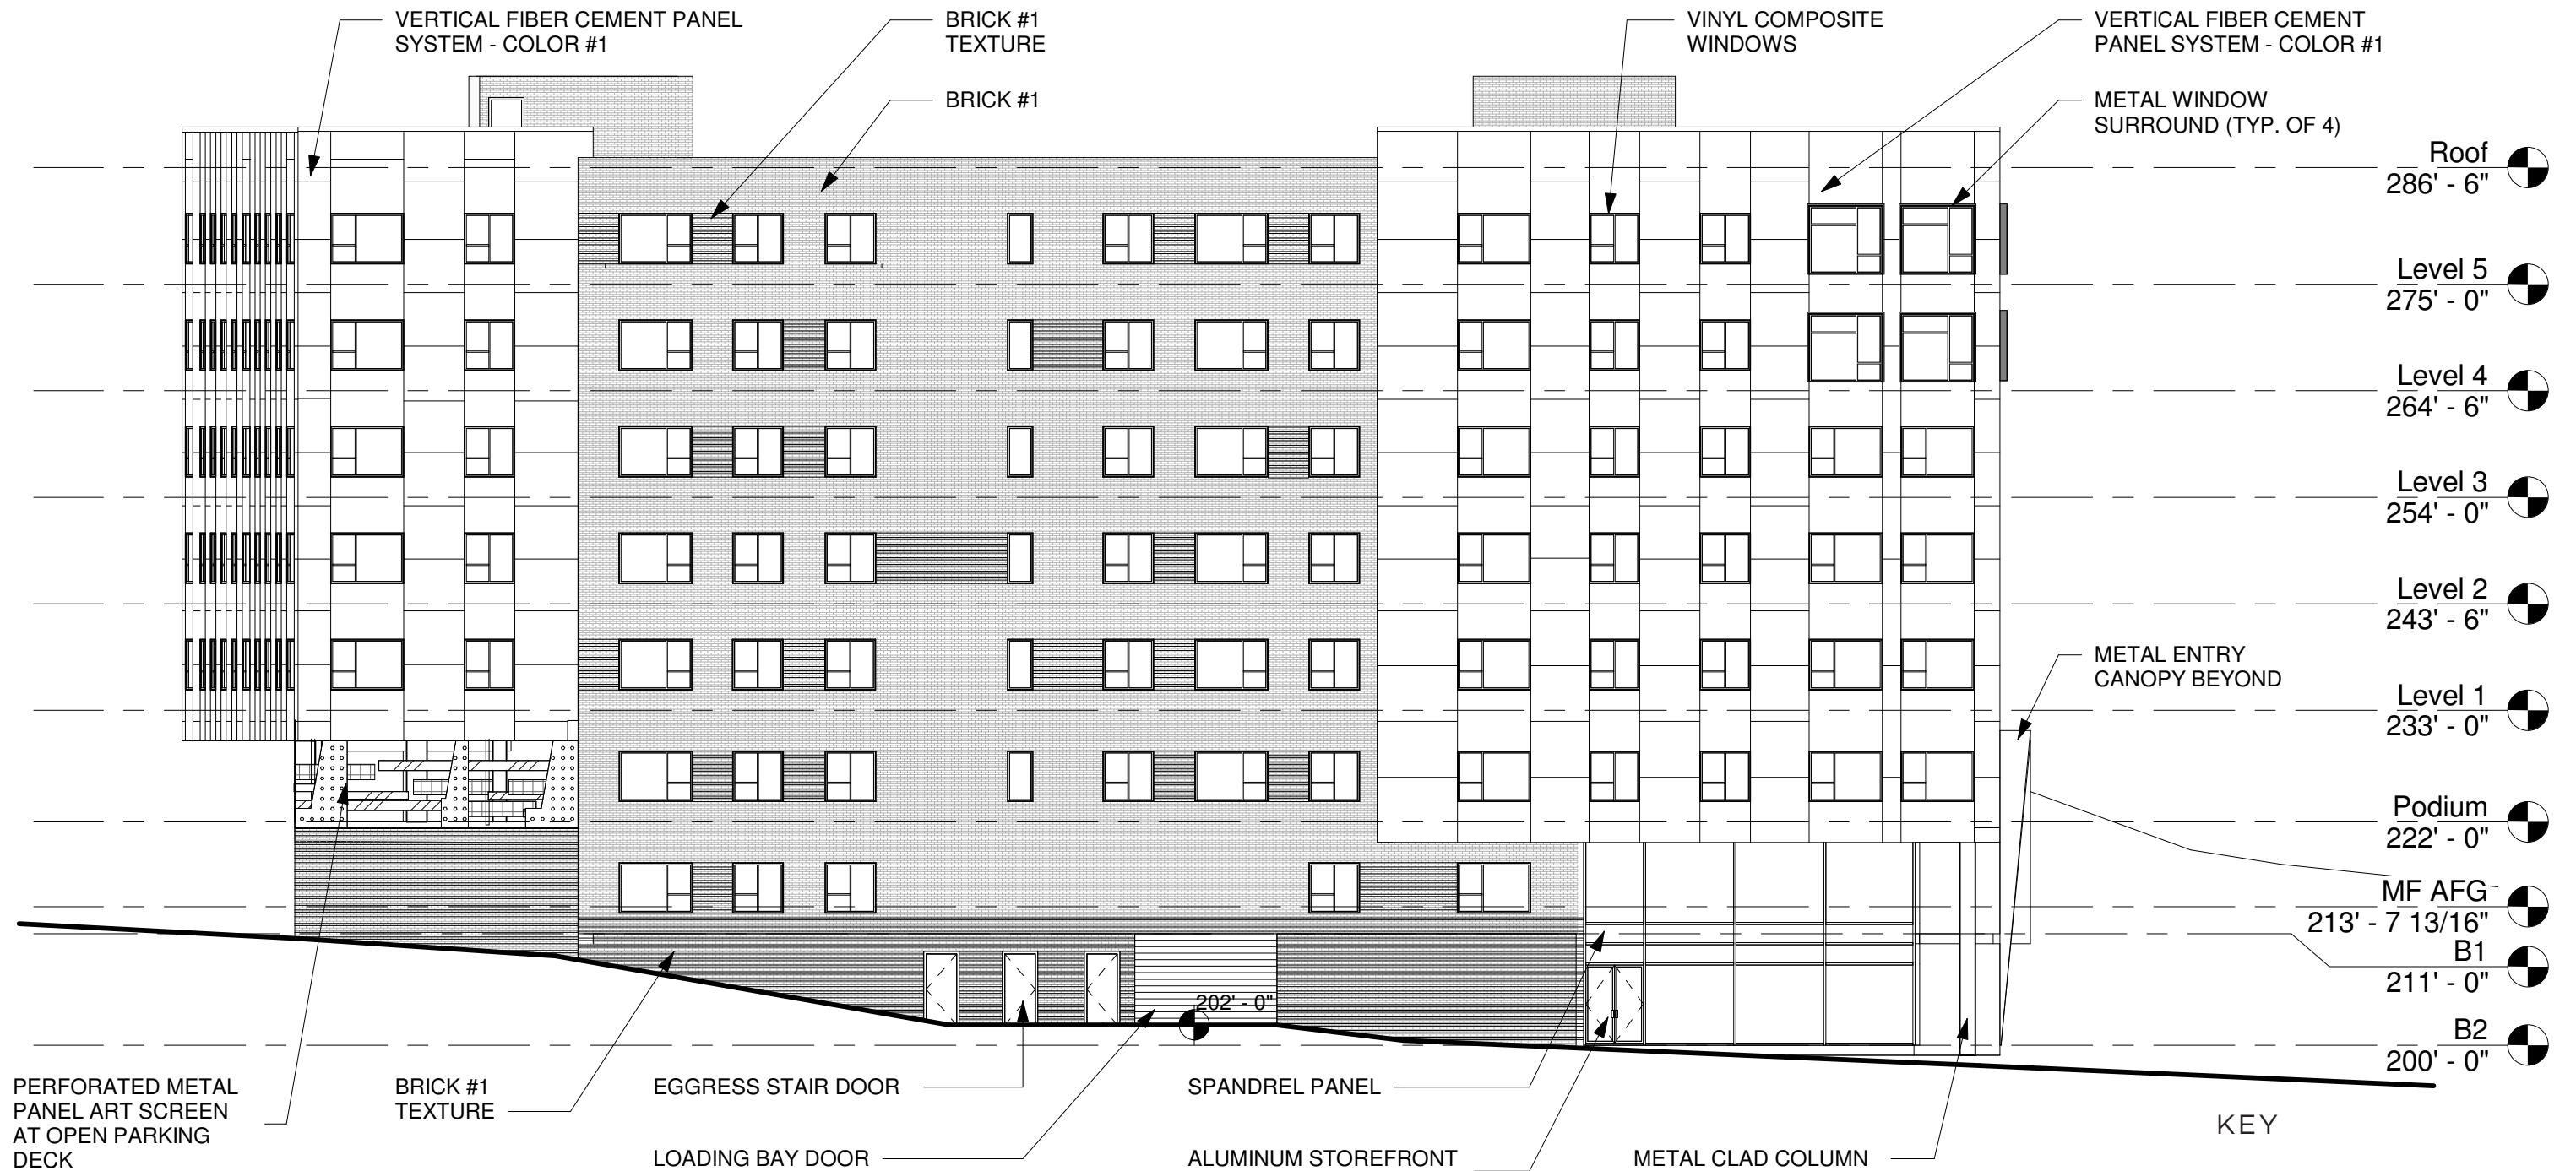 VERTICAL FIBER CEMENT PANEL
SYSTEM - COLOR #1
BRICK #1
TEXTURE
BRICK #1
VINYL COMPOSITE
WINDOWS
VERTICAL FIBER CEMENT
PANEL SYSTEM - COLOR #1
METAL WINDOW
SURROUND (TYP. OF 4)
Roof
286' - 6"
Level 5
275' - 0"
Level 4
264' - 6"
Level 3
254' - 0"
Level 2
243' - 6"
METAL ENTRY
CANOPY BEYOND
Level 1
233' - 0"
Podium
222' - 0"
MF AFG
213' - 7 13/16"
B1
211' - 0"
202' - 0"
B2
200' - 0"
PERFORATED METAL
PANEL ART SCREEN
AT OPEN PARKING
DECK
BRICK #1
TEXTURE
EGGRESS STAIR DOOR
LOADING BAY DOOR
SPANDREL PANEL
ALUMINUM STOREFRONT
METAL CLAD COLUMN
KEY